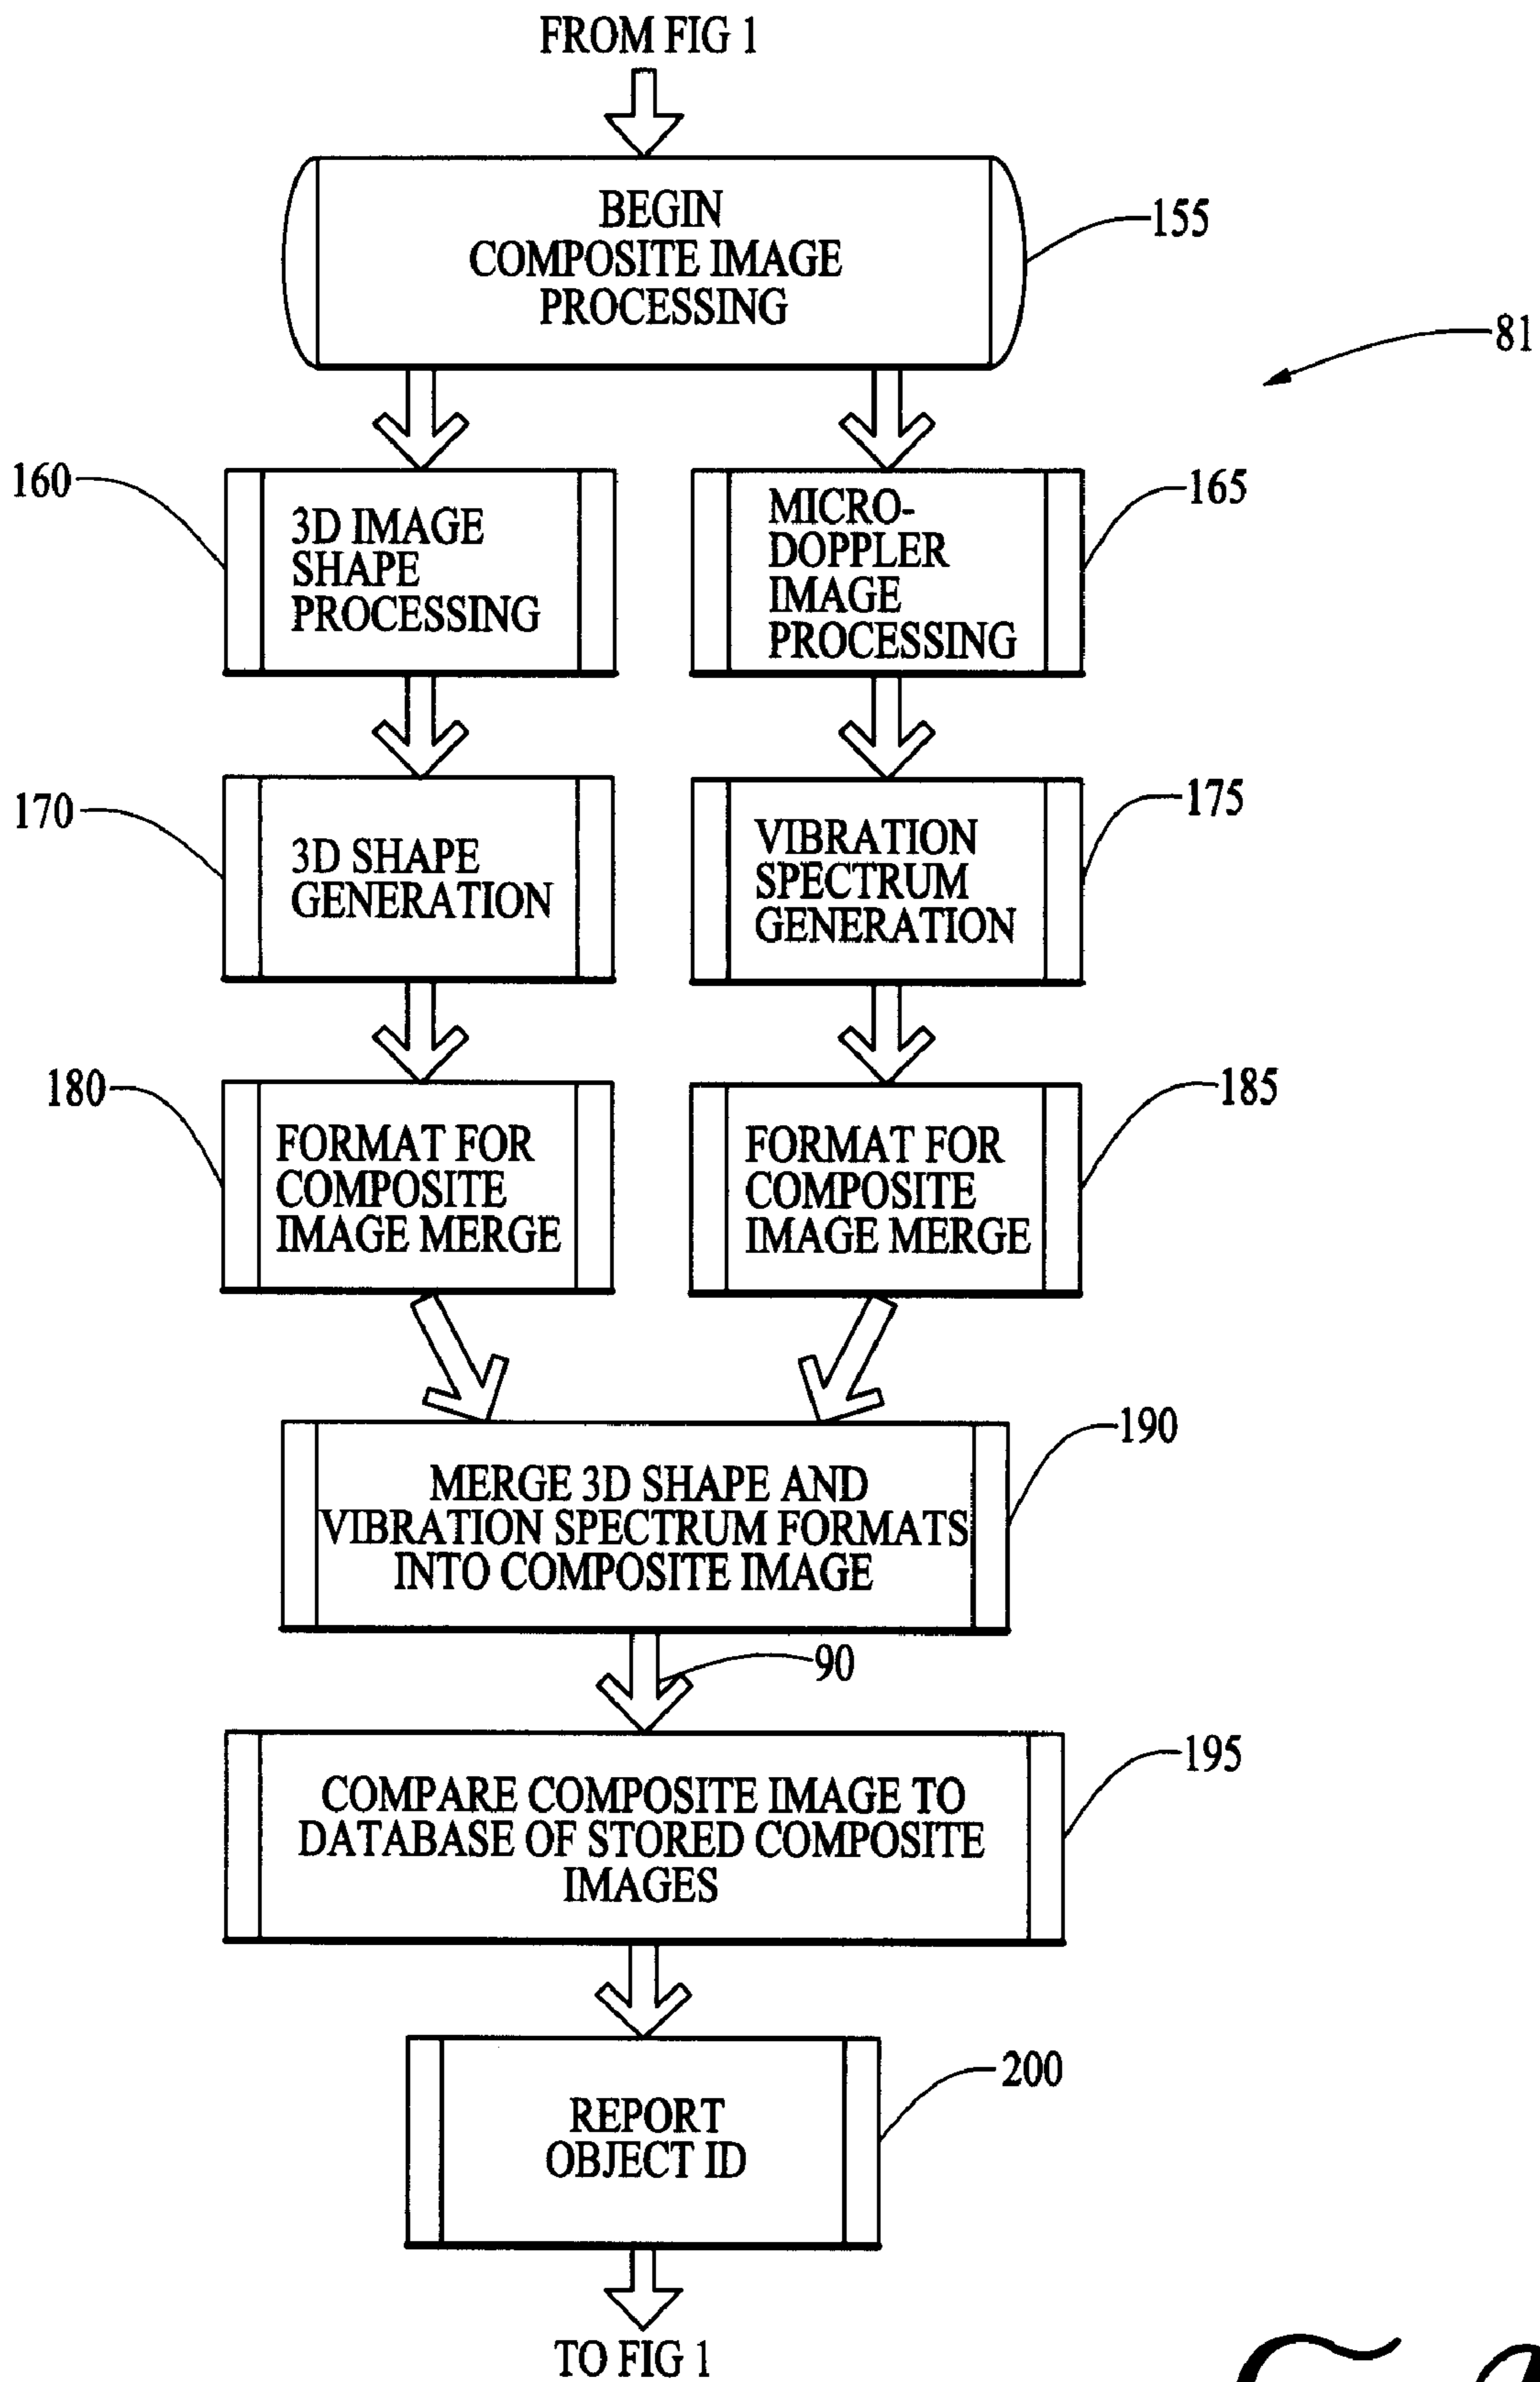 FROM FIG 1
BEGIN
COMPOSITE IMAGE
PROCESSING
155
81
160
3D IMAGE
SHAPE
PROCESSING
MICRO-
DOPPLER
IMAGE
PROCESSING
165
170
3D SHAPE
GENERATION
VIBRATION
SPECTRUM
GENERATION
175
180
FORMAT FOR
COMPOSITE
IMAGE MERGE
FORMAT FOR
COMPOSITE
IMAGE MERGE
185
MERGE 3D SHAPE AND
VIBRATION SPECTRUM FORMATS
INTO COMPOSITE IMAGE
190
90
COMPARE COMPOSITE IMAGE TO
DATABASE OF STORED COMPOSITE
IMAGES
195
REPORT
OBJECT ID
200
TO FIG 1